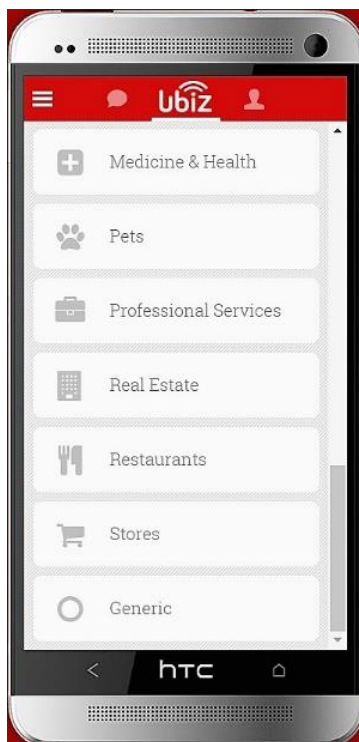 ubiz
Medicine & Health
Pets
Professional Services
Real Estate
Restaurants
Stores
Generic
hTC